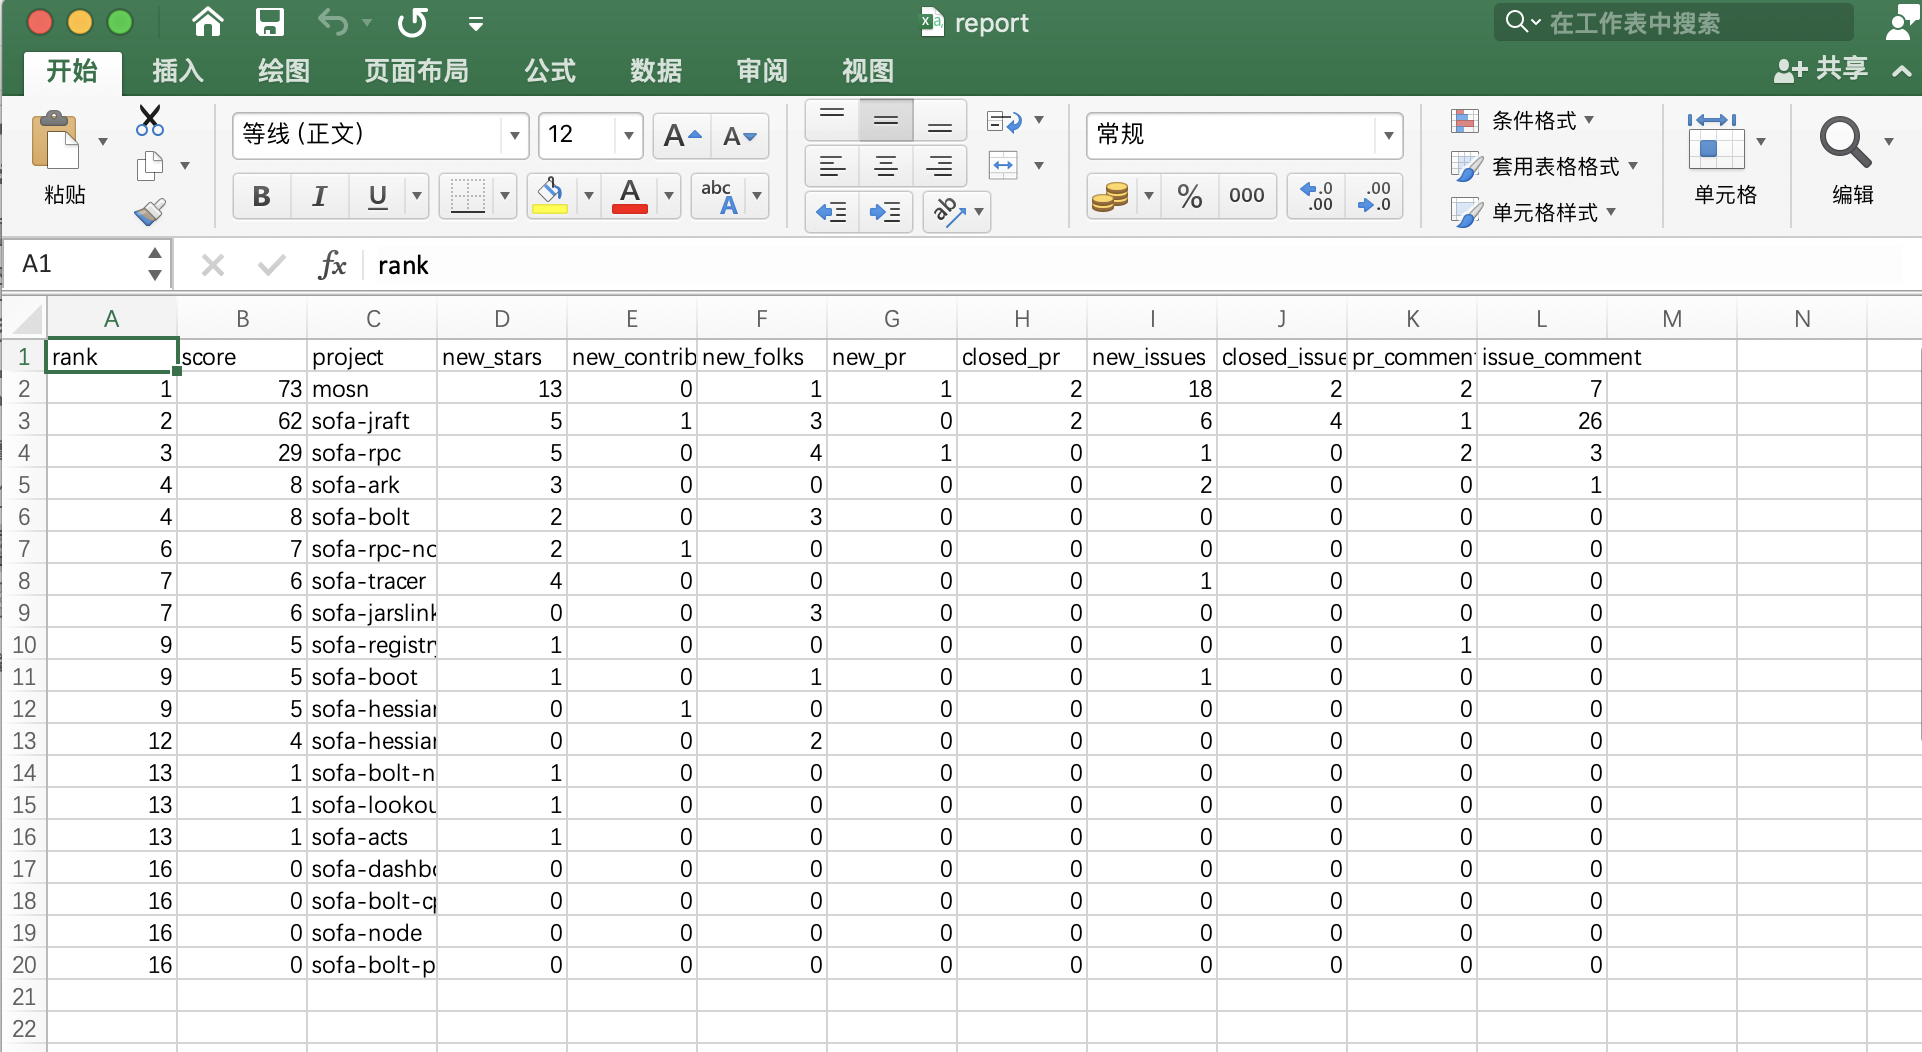 report
在工作表中搜索
开始 插入 绘图 页面布局 公式 数据 审阅 视图 共享
粘贴
等线 (正文) 12 A A
B I U A abc A
ab
常规
% 000 .0 .00 .00 .0
条件格式
套用表格格式
单元格样式
单元格
编辑
A1 fx rank
A B C D E F G H I J K L M N
1 rank score project new_stars new_contrib new_folks new_pr closed_pr new_issues closed_issue pr_commen issue_comment
2 1 73 mosn 13 0 1 1 2 18 2 2 7
3 2 62 sofa-jraft 5 1 3 0 2 6 4 1 26
4 3 29 sofa-rpc 5 0 4 1 0 1 0 2 3
5 4 8 sofa-ark 3 0 0 0 0 2 0 0 1
6 4 8 sofa-bolt 2 0 3 0 0 0 0 0 0
7 6 7 sofa-rpc-no 2 1 0 0 0 0 0 0 0
8 7 6 sofa-tracer 4 0 0 0 0 1 0 0 0
9 7 6 sofa-jarslink 0 0 3 0 0 0 0 0 0
10 9 5 sofa-registry 1 0 0 0 0 0 0 1 0
11 9 5 sofa-boot 1 0 1 0 0 1 0 0 0
12 9 5 sofa-hessian 0 1 0 0 0 0 0 0 0
13 12 4 sofa-hessian 0 0 2 0 0 0 0 0 0
14 13 1 sofa-bolt-n 1 0 0 0 0 0 0 0 0
15 13 1 sofa-lookou 1 0 0 0 0 0 0 0 0
16 13 1 sofa-acts 1 0 0 0 0 0 0 0 0
17 16 0 sofa-dashbo 0 0 0 0 0 0 0 0 0
18 16 0 sofa-bolt-cp 0 0 0 0 0 0 0 0 0
19 16 0 sofa-node 0 0 0 0 0 0 0 0 0
20 16 0 sofa-bolt-p 0 0 0 0 0 0 0 0 0
21
22